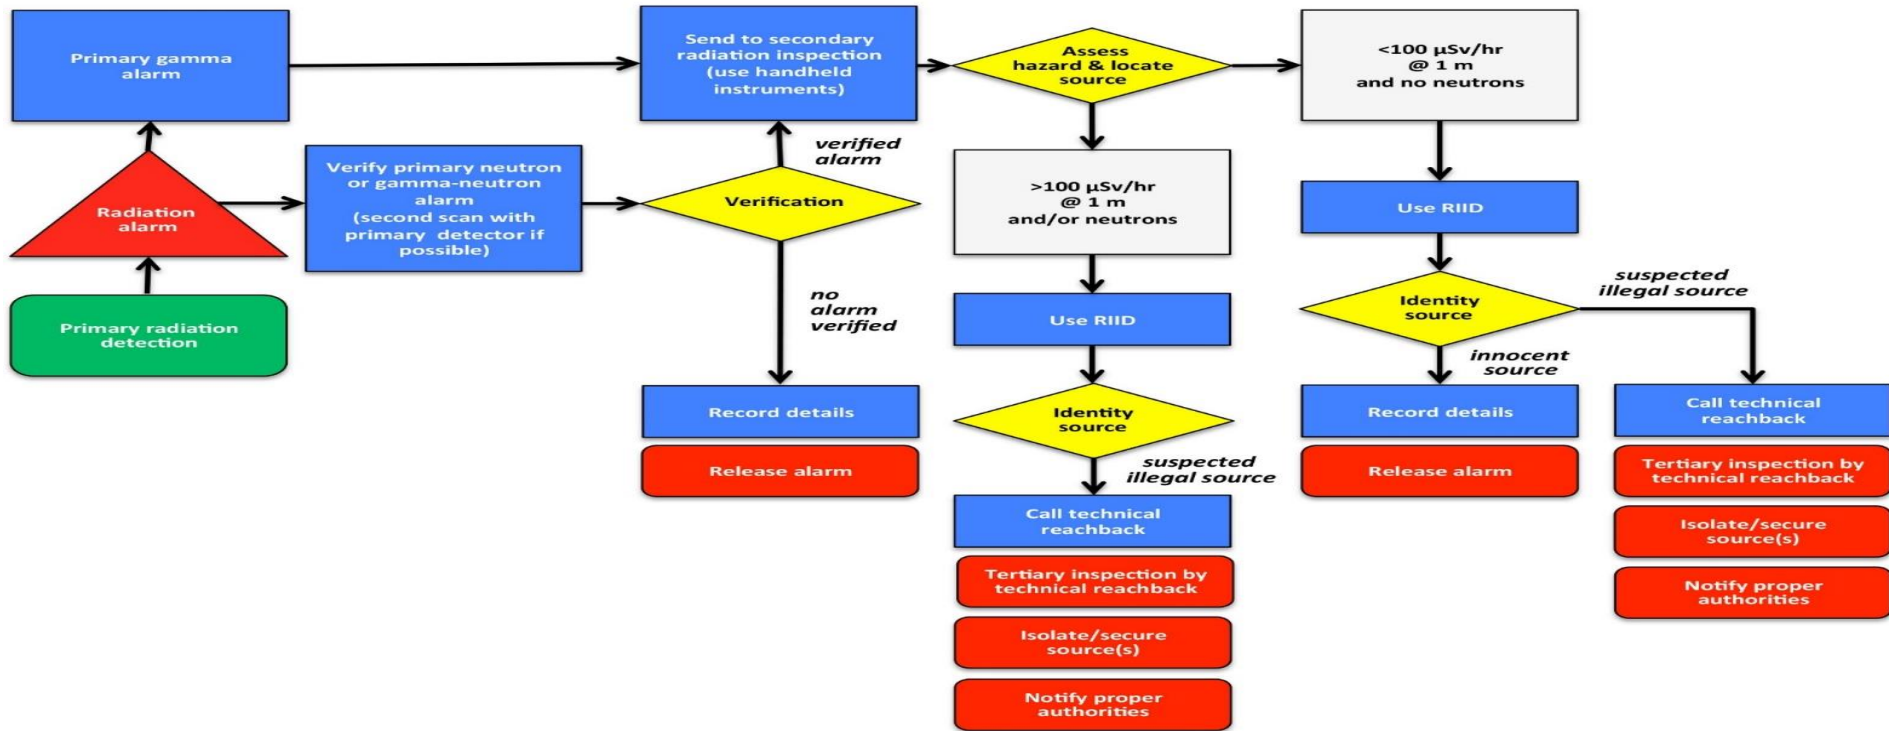 Primary gamma
alarm
Send to secondary
radiation inspection
(use handheld
instruments)
Assess
hazard & locate
source
<100 µSv/hr
@ 1 m
and no neutrons
verified
alarm
Radiation
alarm
Verify primary neutron
or gamma-neutron
alarm
(second scan with
primary detector if
possible)
Verification
>100 µSv/hr
@ 1 m
and/or neutrons
Use RIID
Primary radiation
detection
no
alarm
verified
Use RIID
Identity
source
suspected
illegal source
innocent
source
Record details
Release alarm
Identity
source
suspected
illegal source
Call technical
reachback
Tertiary inspection by
technical reachback
Isolate/secure
source(s)
Notify proper
authorities
Record details
Release alarm
Call technical
reachback
Tertiary inspection by
technical reachback
Isolate/secure
source(s)
Notify proper
authorities